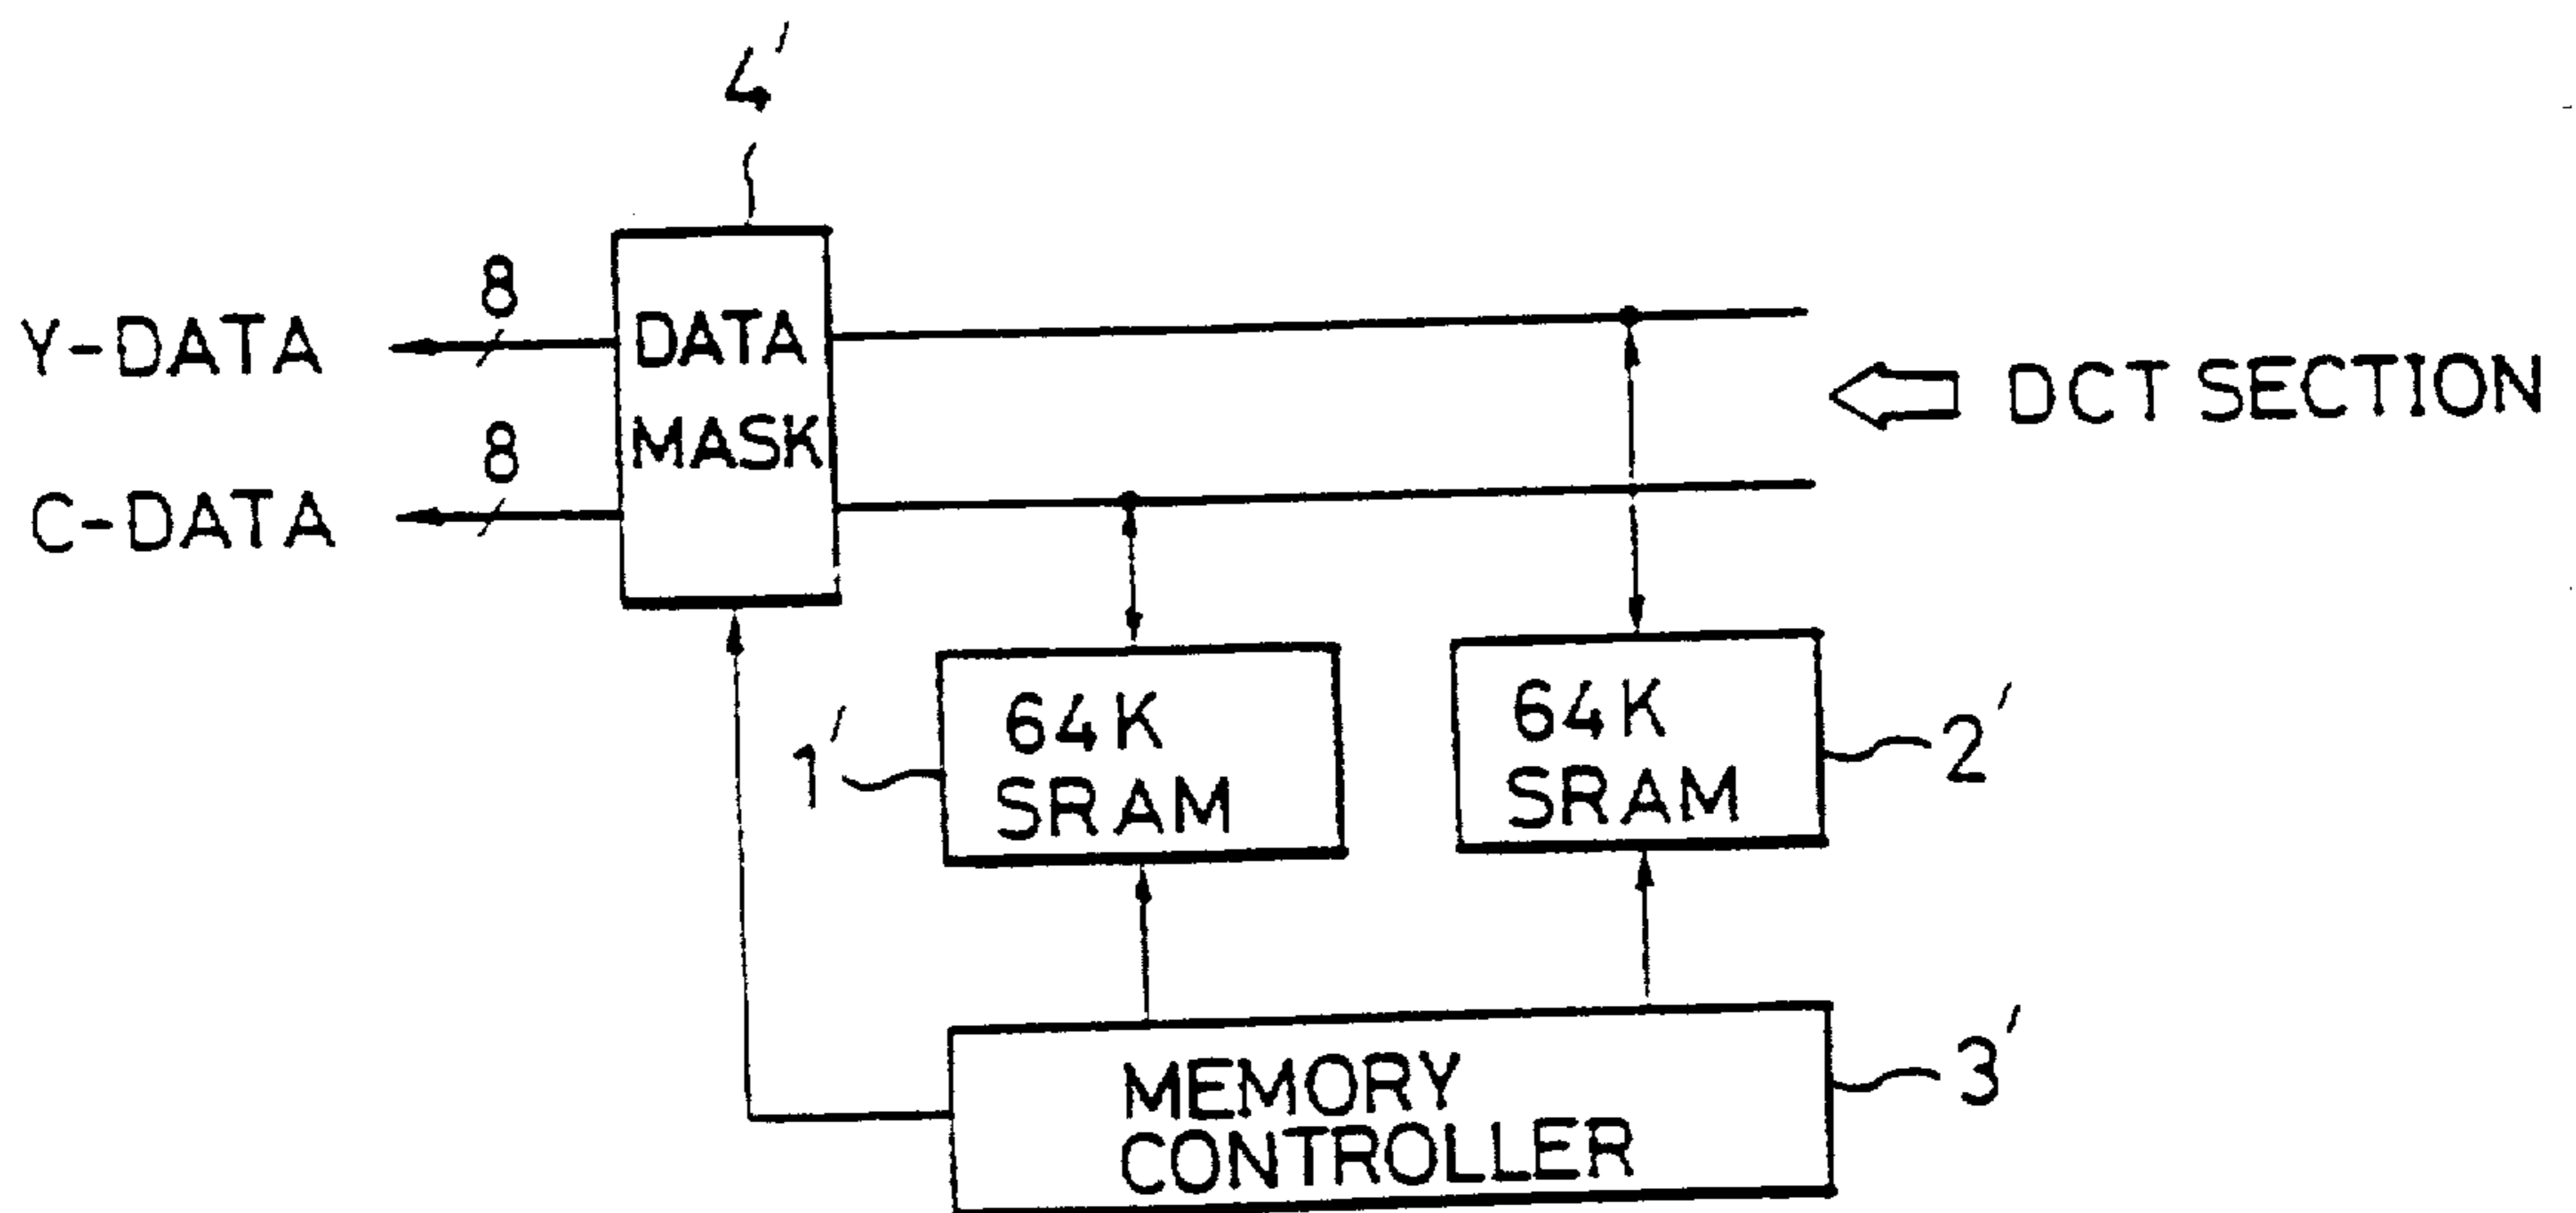 4'
8
Y-DATA
DATA
MASK
8
C-DATA
DCT SECTION
64K
SRAM
1'
64K
SRAM
2'
MEMORY
CONTROLLER
3'